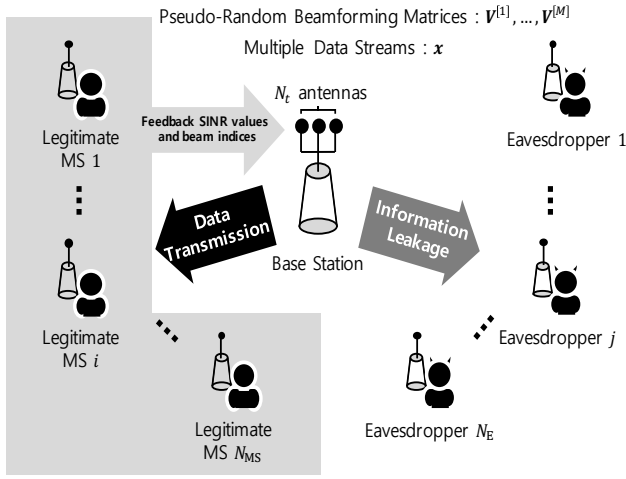 Pseudo-Random Beamforming Matrices : V^[1], ..., V^[M]
Multiple Data Streams : x
N_t antennas
Feedback SINR values
and beam indices
Legitimate
MS 1
Eavesdropper 1
Data
Transmission
Information
Leakage
Base Station
Legitimate
MS i
Eavesdropper j
Legitimate
MS N_MS
Eavesdropper N_E